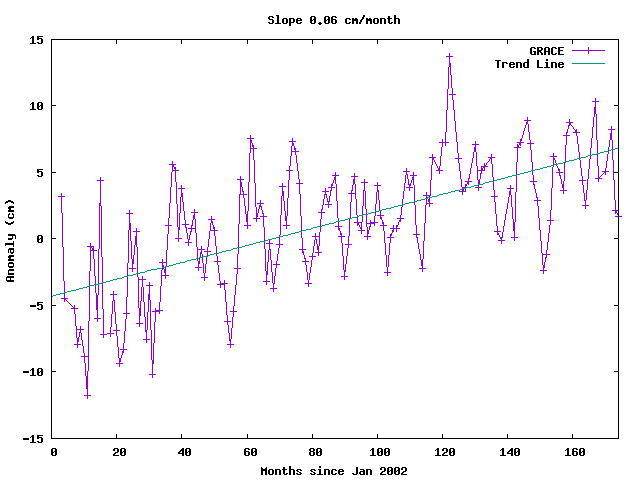 Slope 0.06 cm/month
GRACE
Trend Line
15
10
5
0
-5
-10
-15
Anomaly (cm)
0 20 40 60 80 100 120 140 160
Months since Jan 2002